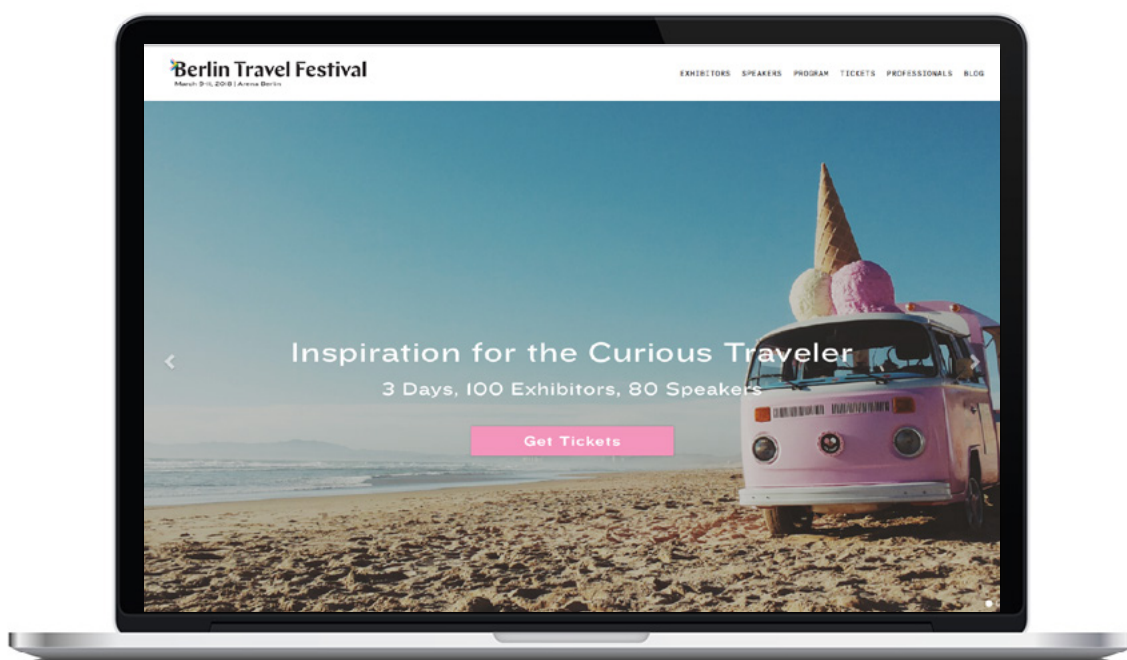 Berlin Travel Festival
March 9-11, 2018 | Arena Berlin
EXHIBITORS SPEAKERS PROGRAM TICKETS PROFESSIONALS BLOG
Inspiration for the Curious Traveler
3 Days, 100 Exhibitors, 80 Speakers
Get Tickets